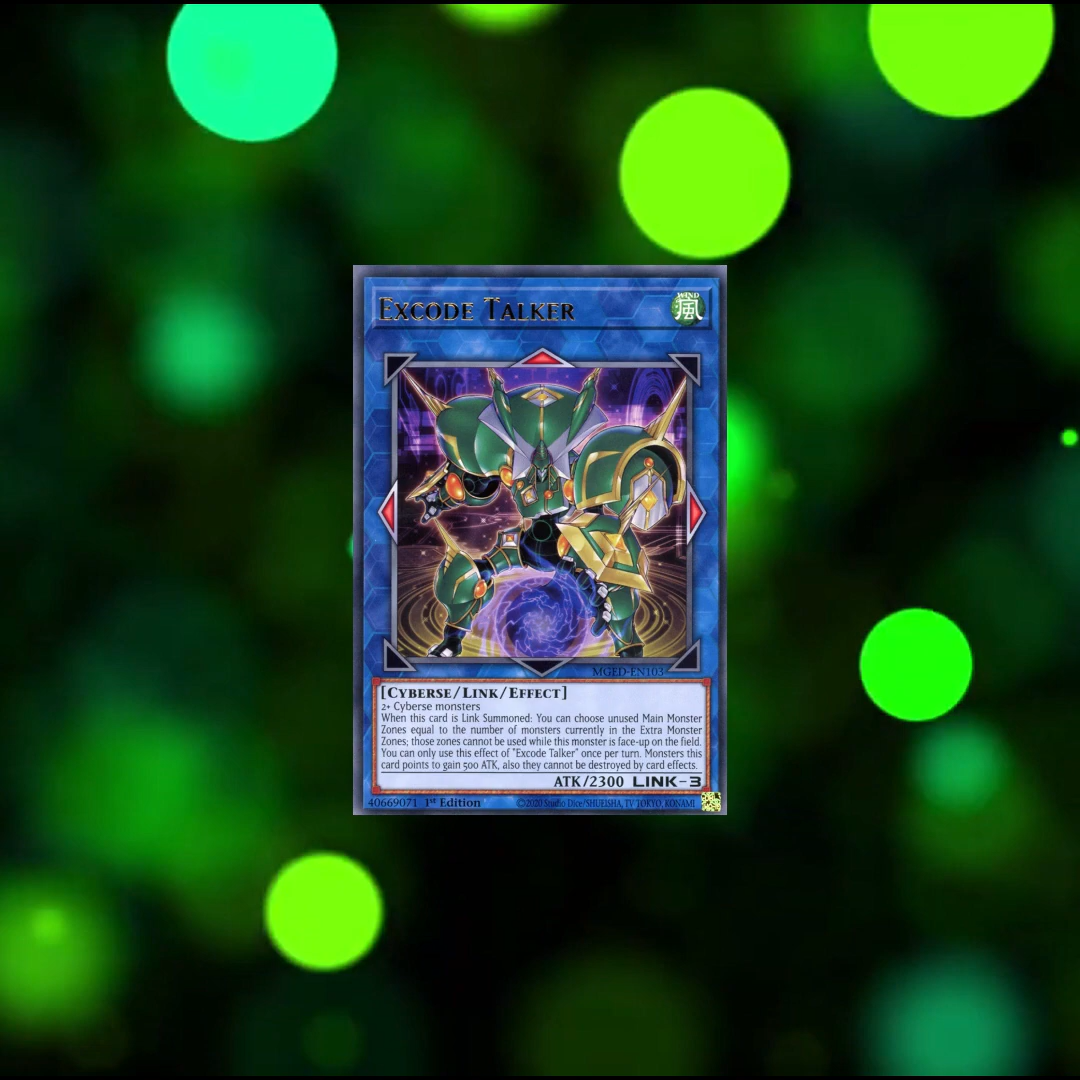 EXCODE TALKER
WIND
風
MGED-EN103
[CYBERSE/LINK/EFFECT]
2+ Cyberse monsters
When this card is Link Summoned: You can choose unused Main Monster
Zones equal to the number of monsters currently in the Extra Monster
Zones; those zones cannot be used while this monster is face-up on the field.
You can only use this effect of "Excode Talker" once per turn. Monsters this
card points to gain 500 ATK, also they cannot be destroyed by card effects.
ATK/2300 LINK-3
40669071 1st Edition ©2020 Studio Dice/SHUEISHA, TV TOKYO, KONAMI